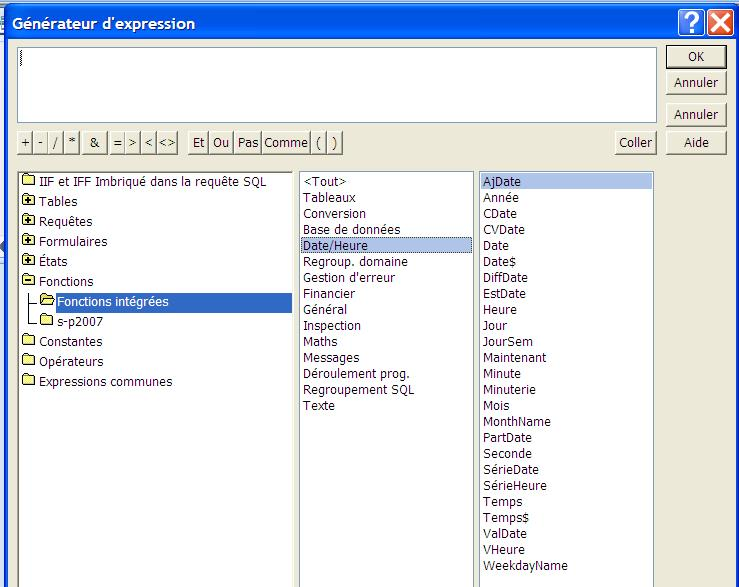 Générateur d'expression
OK
Annuler
Annuler
+ - / * & = > < <> Et Ou Pas Comme ( ) Coller Aide
IIF et IFF Imbriqué dans la requête SQL
Tables
Requêtes
Formulaires
États
Fonctions
Fonctions intégrées
s-p2007
Constantes
Opérateurs
Expressions communes
<Tout>
Tableaux
Conversion
Base de données
Date/Heure
Regroup. domaine
Gestion d'erreur
Financier
Général
Inspection
Maths
Messages
Déroulement prog.
Regroupement SQL
Texte
AjDate
Année
CDate
CVDate
Date
Date$
DiffDate
EstDate
Heure
Jour
JourSem
Maintenant
Minute
Minuterie
Mois
MonthName
PartDate
Seconde
SérieDate
SérieHeure
Temps
Temps$
ValDate
VHeure
WeekdayName